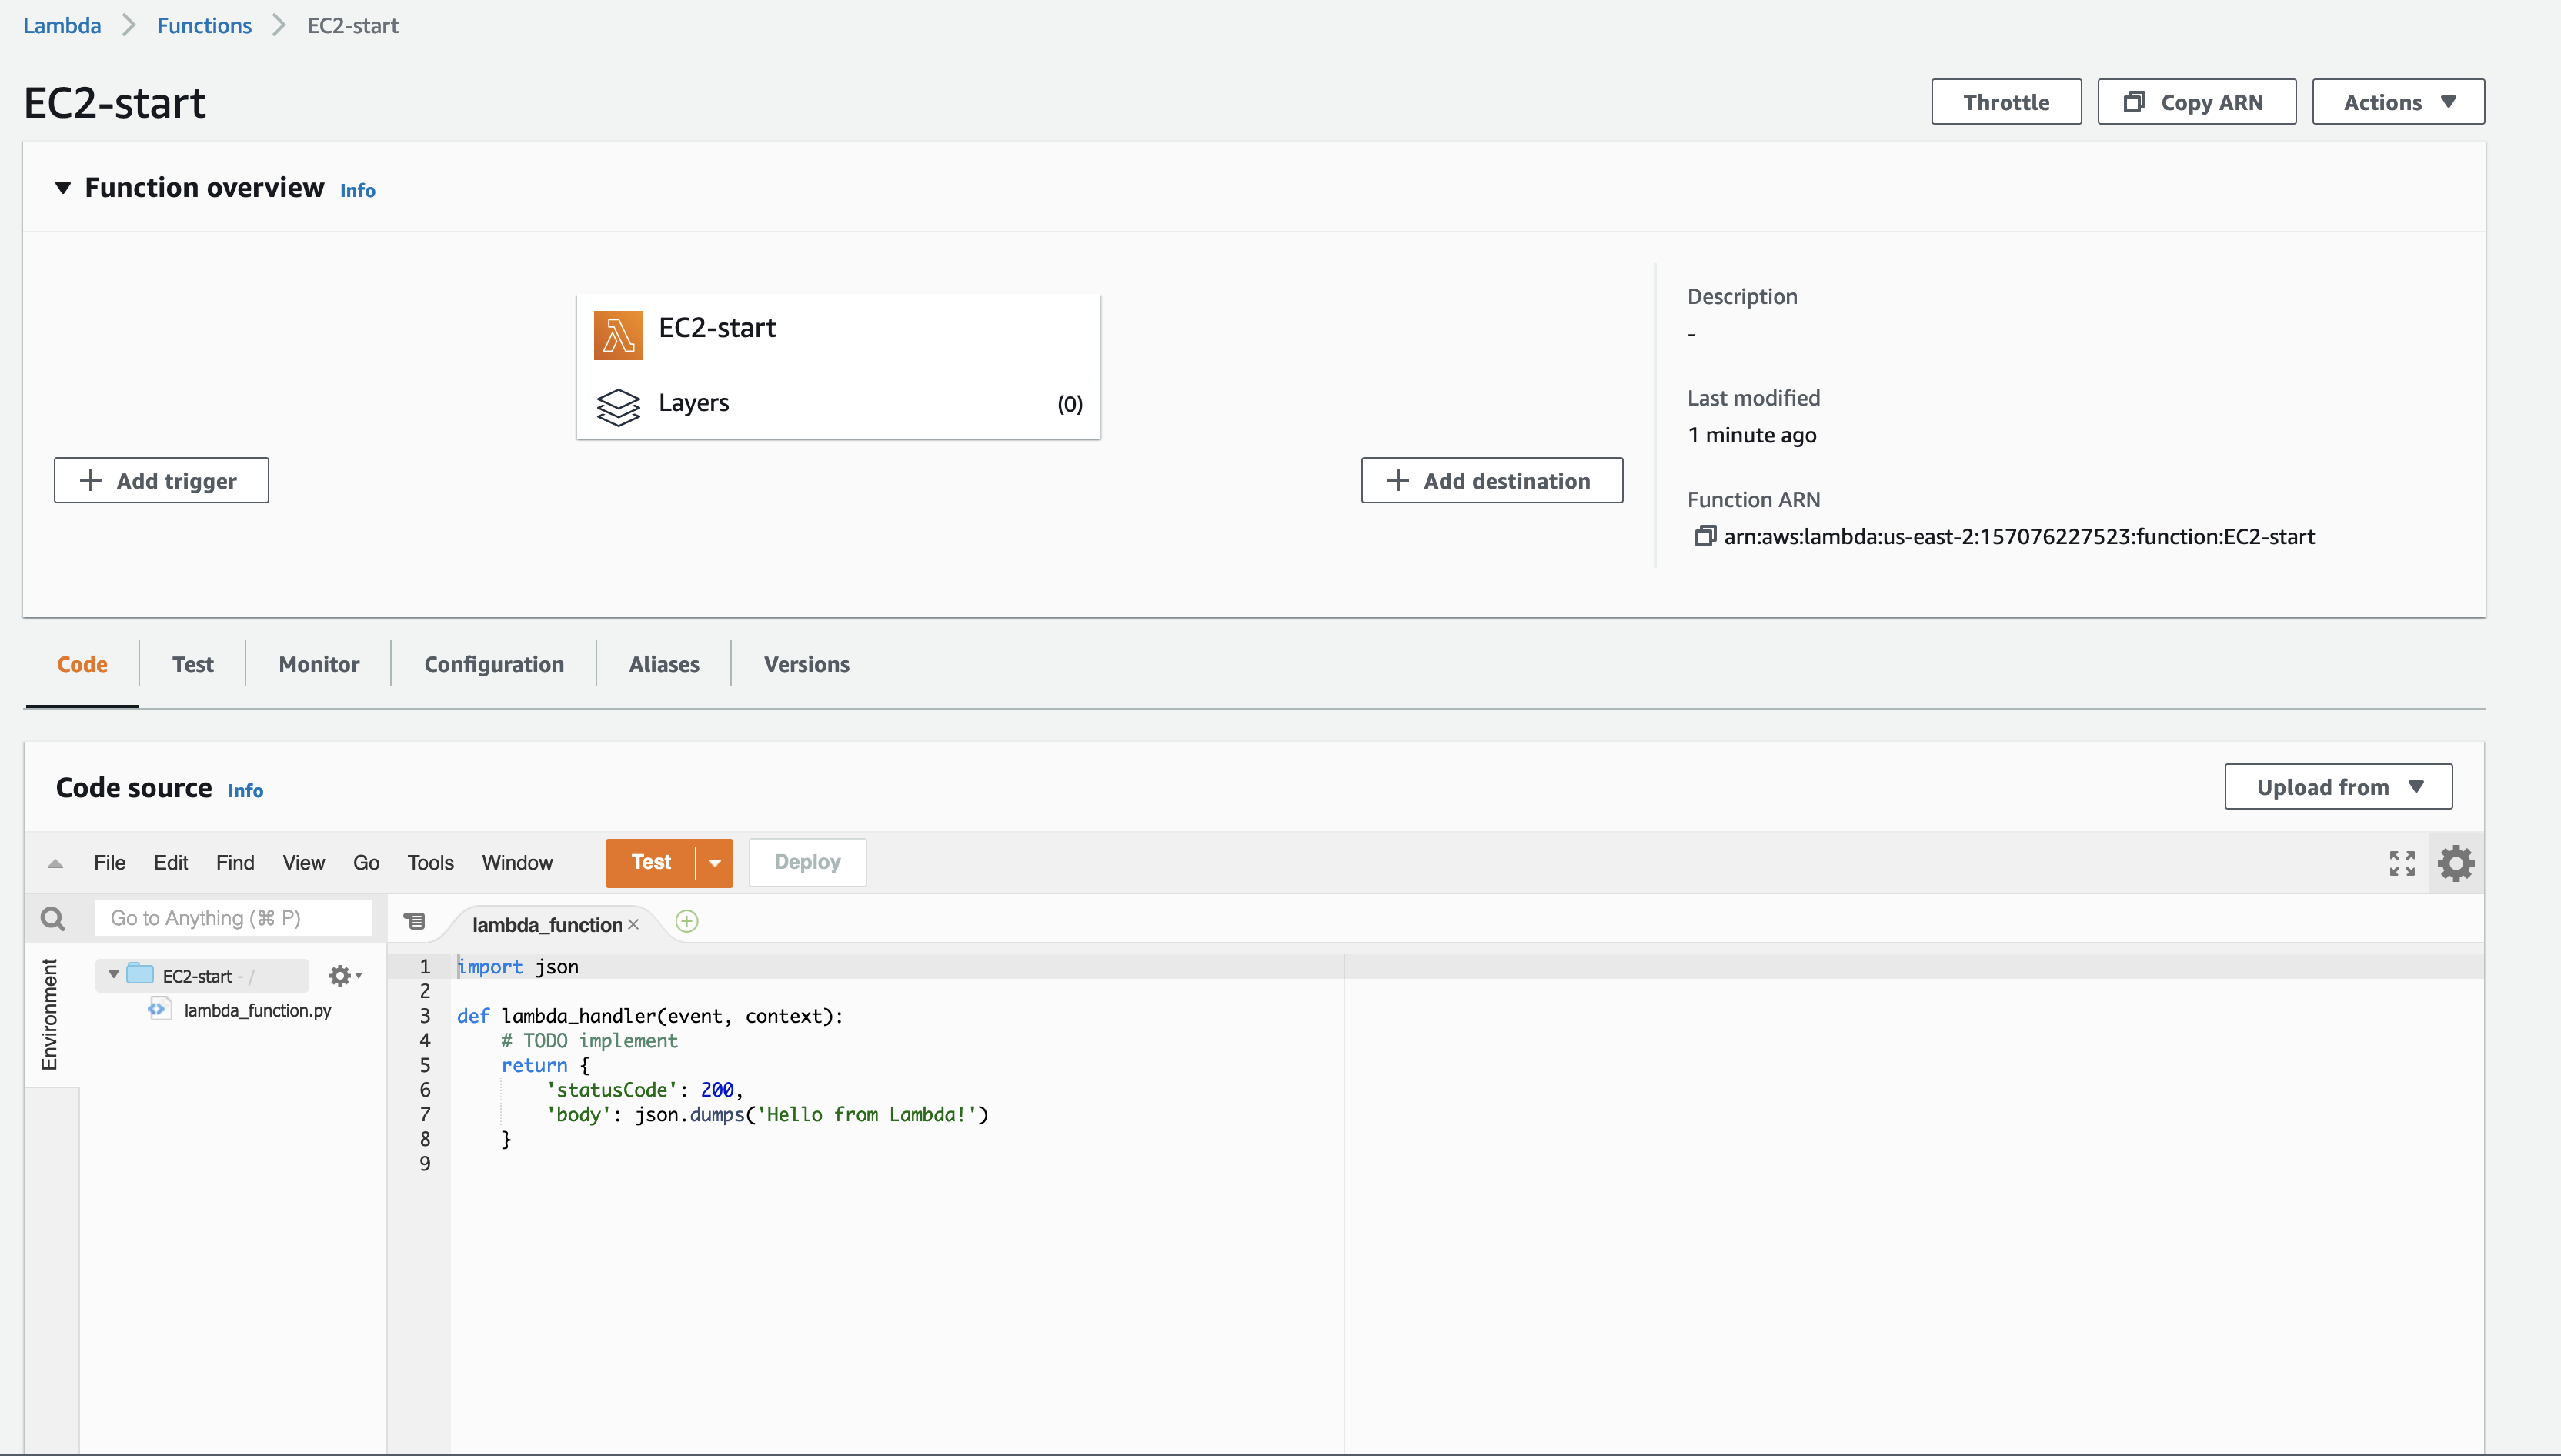 Lambda > Functions > EC2-start
EC2-start
Throttle
Copy ARN
Actions
Function overview Info
EC2-start
Layers (0)
+ Add trigger
+ Add destination
Description
-
Last modified
1 minute ago
Function ARN
arn:aws:lambda:us-east-2:157076227523:function:EC2-start
Code
Test
Monitor
Configuration
Aliases
Versions
Code source Info
Upload from
File Edit Find View Go Tools Window
Test
Deploy
Go to Anything (⌘ P)
lambda_function ×
Environment
EC2-start - /
lambda_function.py
1 import json
2
3 def lambda_handler(event, context):
4     # TODO implement
5     return {
6         'statusCode': 200,
7         'body': json.dumps('Hello from Lambda!')
8     }
9